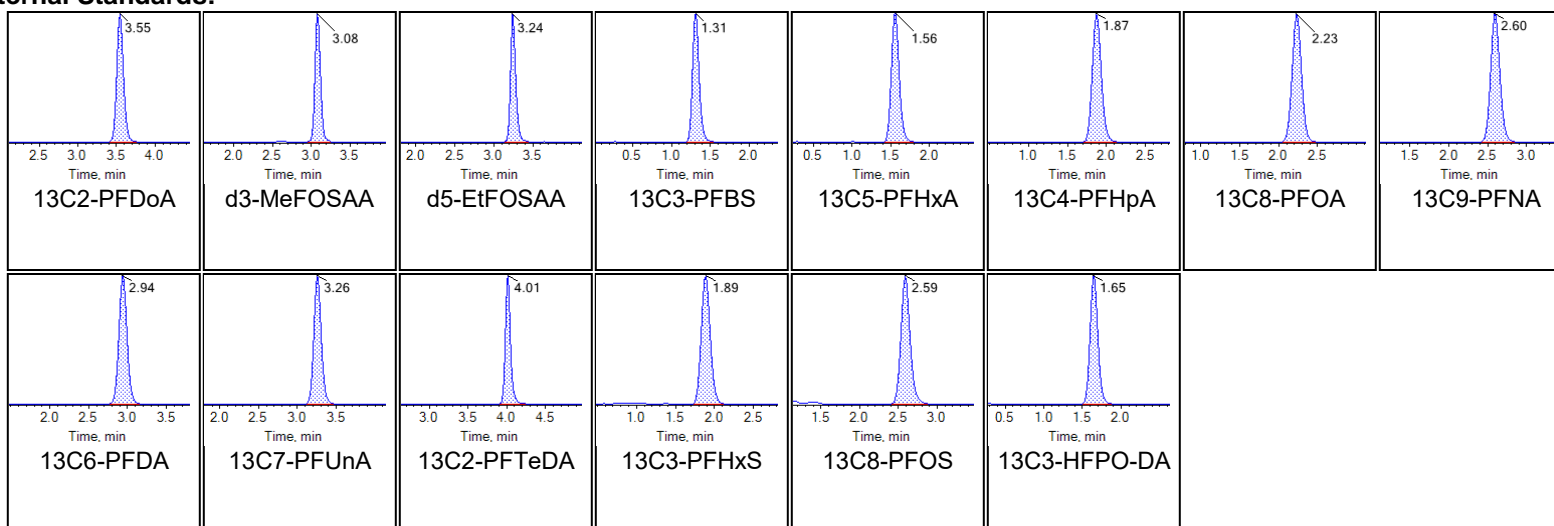 ternal Standards:
3.55
2.5 3.0 3.5 4.0
Time, min
13C2-PFDoA
3.08
2.0 2.5 3.0 3.5
Time, min
d3-MeFOSAA
3.24
2.0 2.5 3.0 3.5
Time, min
d5-EtFOSAA
1.31
0.5 1.0 1.5 2.0
Time, min
13C3-PFBS
1.56
0.5 1.0 1.5 2.0
Time, min
13C5-PFHxA
1.87
1.0 1.5 2.0 2.5
Time, min
13C4-PFHpA
2.23
1.0 1.5 2.0 2.5
Time, min
13C8-PFOA
2.60
1.5 2.0 2.5 3.0
Time, min
13C9-PFNA
2.94
2.0 2.5 3.0 3.5
Time, min
13C6-PFDA
3.26
2.0 2.5 3.0 3.5
Time, min
13C7-PFUnA
4.01
3.0 3.5 4.0 4.5
Time, min
13C2-PFTeDA
1.89
1.0 1.5 2.0 2.5
Time, min
13C3-PFHxS
2.59
1.5 2.0 2.5 3.0
Time, min
13C8-PFOS
1.65
0.5 1.0 1.5 2.0
Time, min
13C3-HFPO-DA